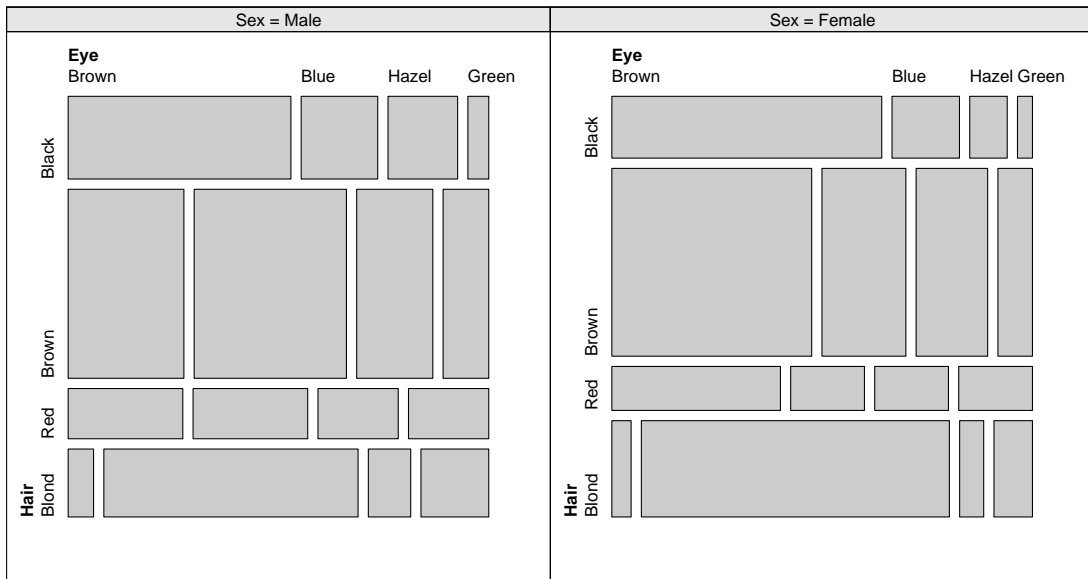 Sex = Male
Eye
Brown Blue Hazel Green
Black
Brown
Red
Blond
Hair
Sex = Female
Eye
Brown Blue Hazel Green
Black
Brown
Red
Blond
Hair